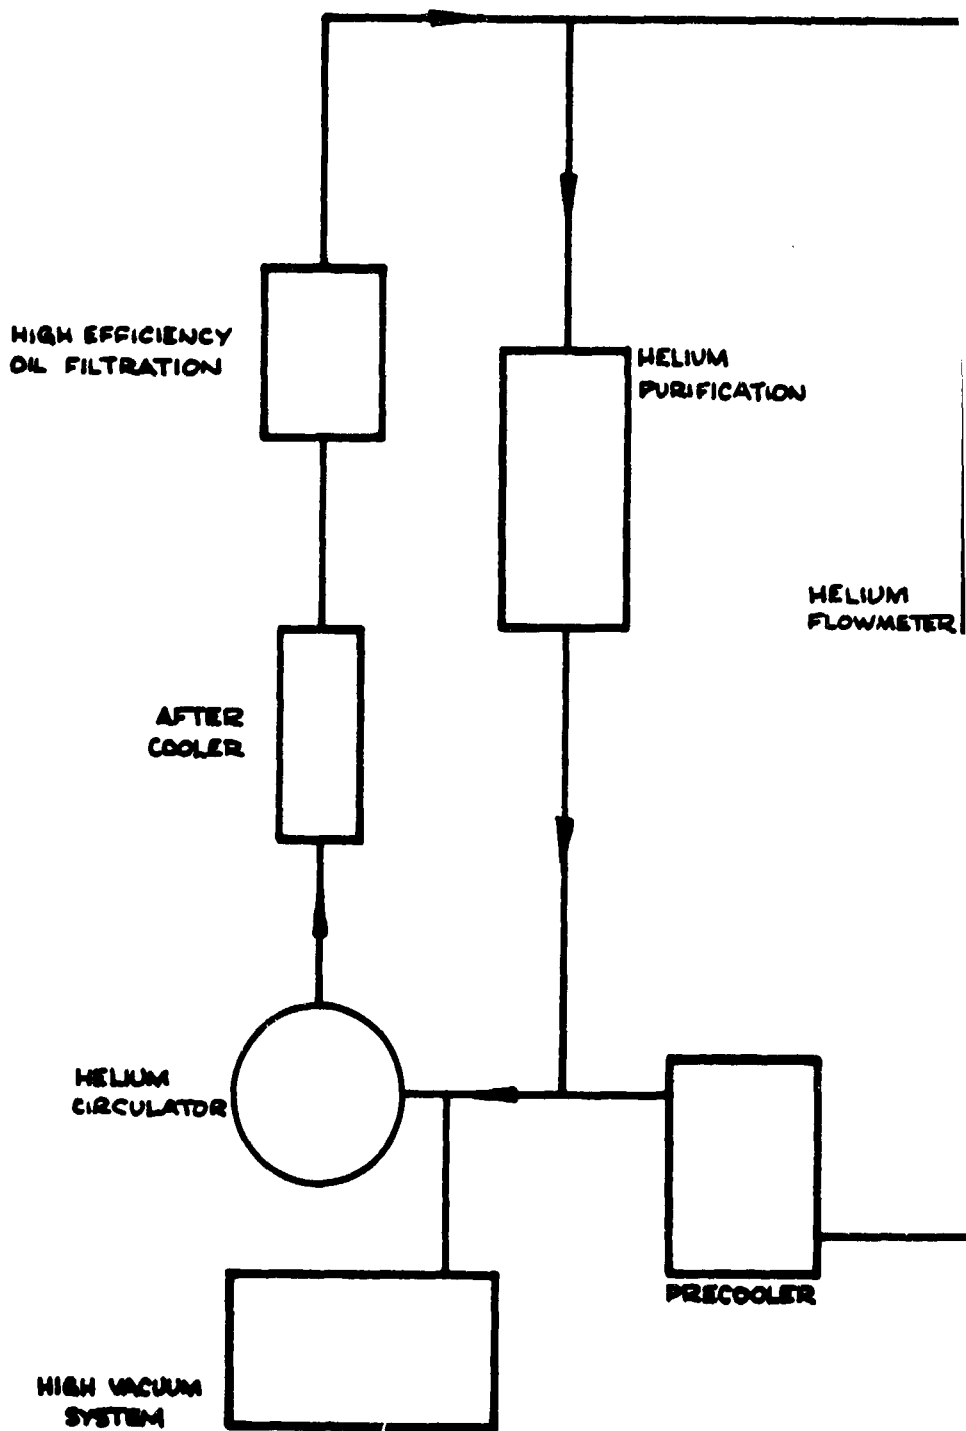 HIGH EFFICIENCY
OIL FILTRATION
HELIUM
PURIFICATION
HELIUM
FLOWMETER
AFTER
COOLER
HELIUM
CIRCULATOR
PRECOOLER
HIGH VACUUM
SYSTEM